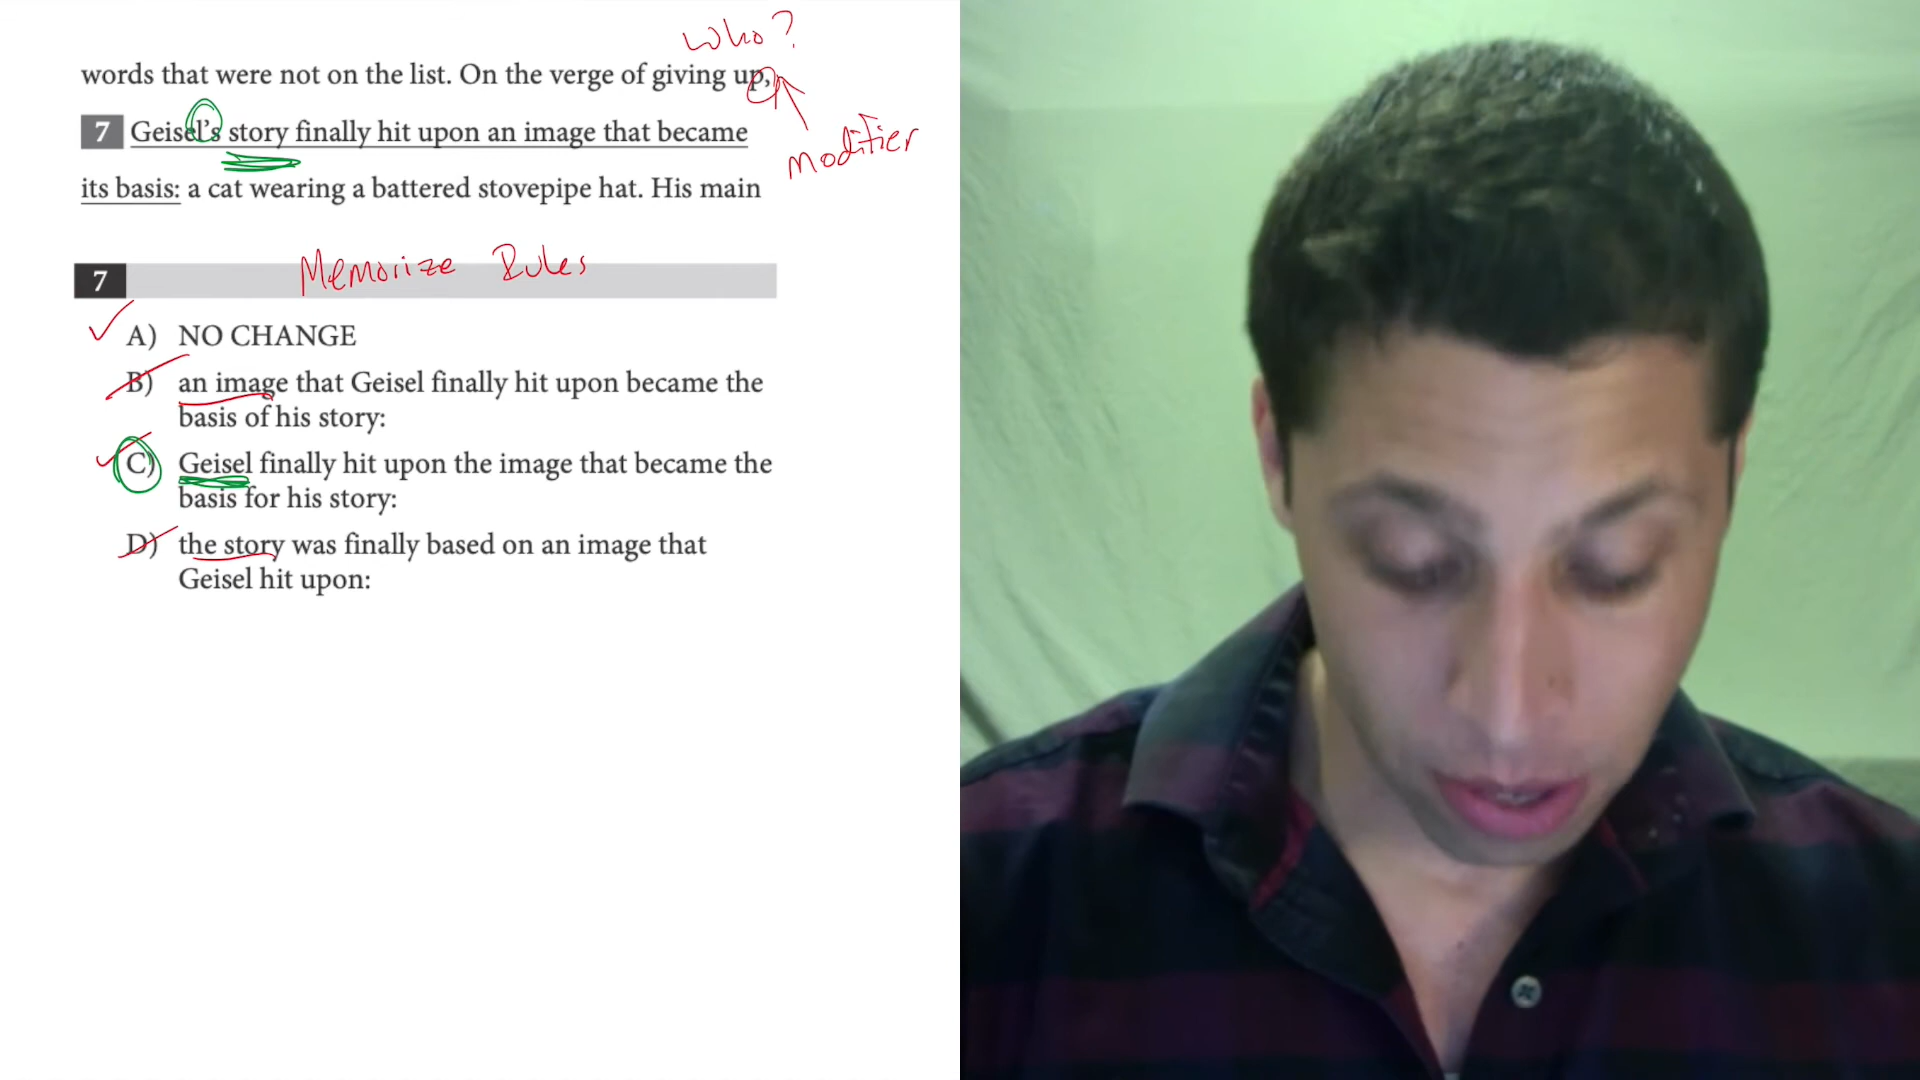 Who?
words that were not on the list. On the verge of giving up,
7 Geisel’s story finally hit upon an image that became
Modifier
its basis: a cat wearing a battered stovepipe hat. His main
Memorize Rules
7
A) NO CHANGE
B) an image that Geisel finally hit upon became the
basis of his story:
C) Geisel finally hit upon the image that became the
basis for his story:
D) the story was finally based on an image that
Geisel hit upon: